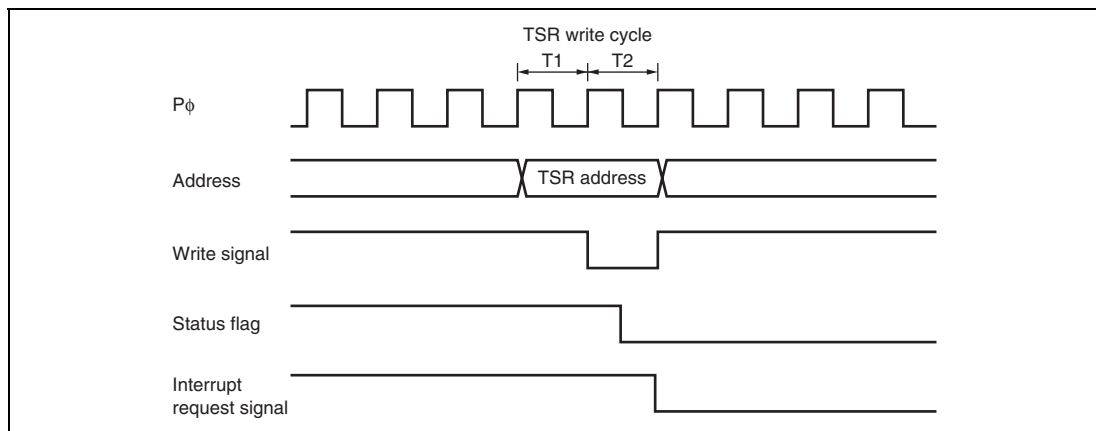 TSR write cycle
T1 T2
Pϕ
Address
TSR address
Write signal
Status flag
Interrupt
request signal